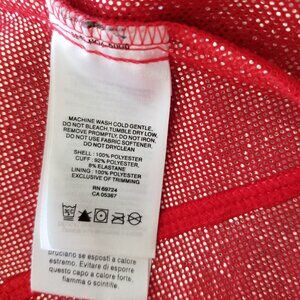 MACHINE WASH COLD GENTLE.
DO NOT BLEACH, TUMBLE DRY LOW,
REMOVE PROMPTLY, DO NOT IRON,
DO NOT USE FABRIC SOFTENER,
DO NOT DRYCLEAN
SHELL : 100% POLYESTER
CUFF : 92% POLYESTER,
8% ELASTANE
LINING : 100% POLYESTER
EXCLUSIVE OF TRIMMING
RN 69724
CA 05367
bruciano se esposti a calore
estremo. Evitare di esporre
questo capo a calore forte,
fiamma o scintille.